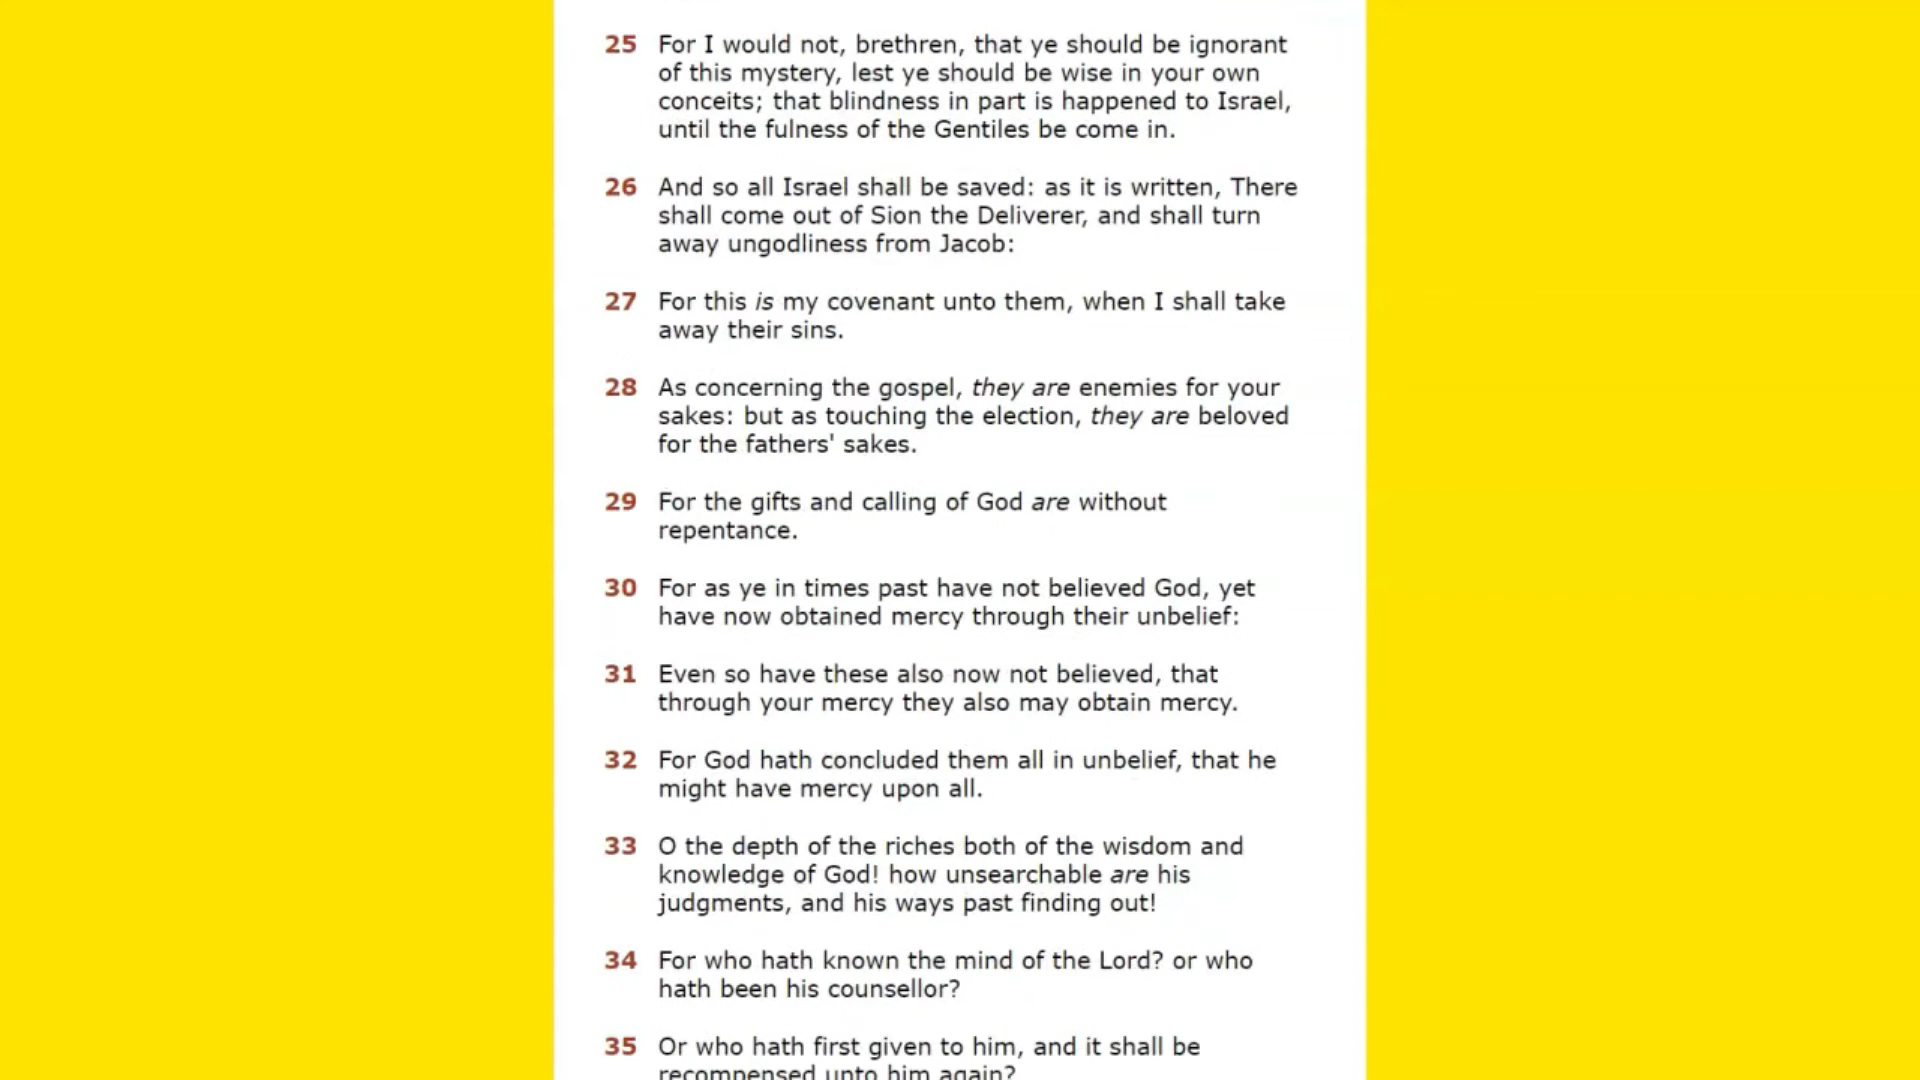 25 For I would not, brethren, that ye should be ignorant
of this mystery, lest ye should be wise in your own
conceits; that blindness in part is happened to Israel,
until the fulness of the Gentiles be come in.
26 And so all Israel shall be saved: as it is written, There
shall come out of Sion the Deliverer, and shall turn
away ungodliness from Jacob:
27 For this is my covenant unto them, when I shall take
away their sins.
28 As concerning the gospel, they are enemies for your
sakes: but as touching the election, they are beloved
for the fathers' sakes.
29 For the gifts and calling of God are without
repentance.
30 For as ye in times past have not believed God, yet
have now obtained mercy through their unbelief:
31 Even so have these also now not believed, that
through your mercy they also may obtain mercy.
32 For God hath concluded them all in unbelief, that he
might have mercy upon all.
33 O the depth of the riches both of the wisdom and
knowledge of God! how unsearchable are his
judgments, and his ways past finding out!
34 For who hath known the mind of the Lord? or who
hath been his counsellor?
35 Or who hath first given to him, and it shall be
recompensed unto him again?